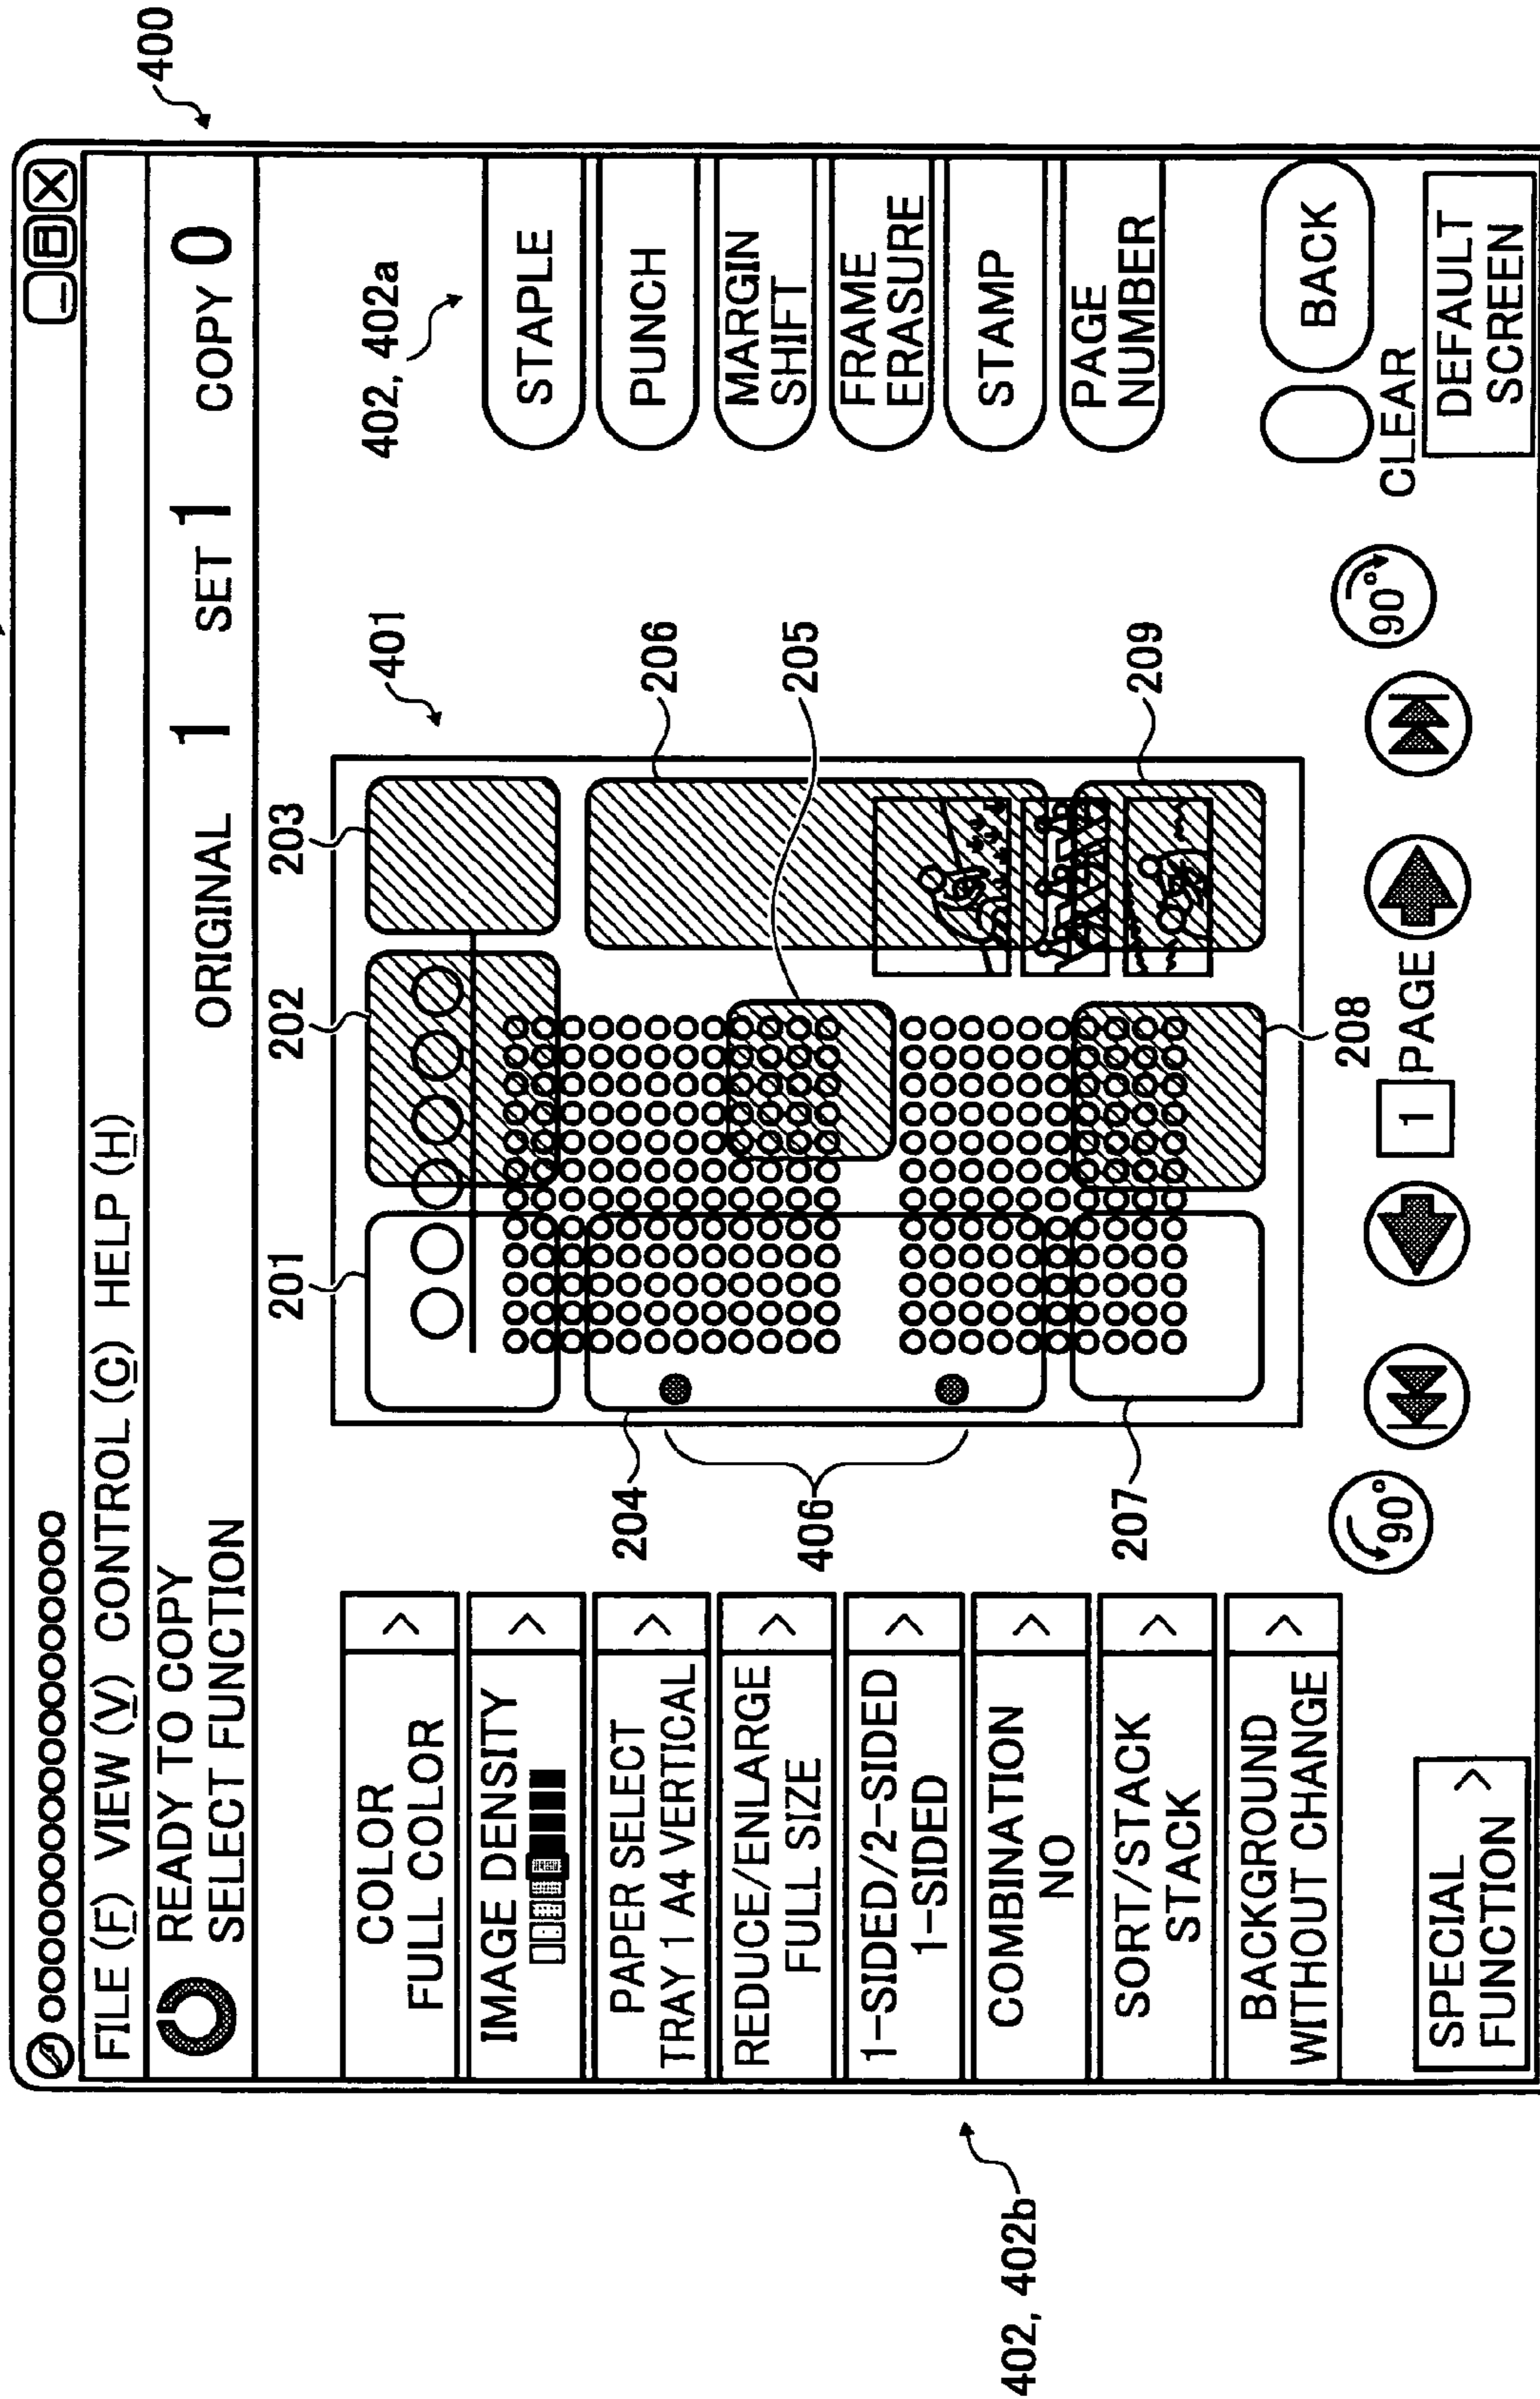 400
○○○○○○○○○○○○○○○○○○
FILE (F) VIEW (V) CONTROL (C) HELP (H)
READY TO COPY
SELECT FUNCTION
ORIGINAL 1 SET 1 COPY 0
COLOR
FULL COLOR
>
IMAGE DENSITY
>
PAPER SELECT
TRAY 1 A4 VERTICAL
>
REDUCE/ENLARGE
FULL SIZE
>
1-SIDED/2-SIDED
1-SIDED
>
COMBINATION
NO
>
SORT/STACK
STACK
>
BACKGROUND
WITHOUT CHANGE
>
SPECIAL
FUNCTION >
402, 402b
201
202
203
401
204
206
406
205
207
209
208
402, 402a
STAPLE
PUNCH
MARGIN
SHIFT
FRAME
ERASURE
STAMP
PAGE
NUMBER
90°
1 PAGE
90°
BACK
CLEAR
DEFAULT
SCREEN